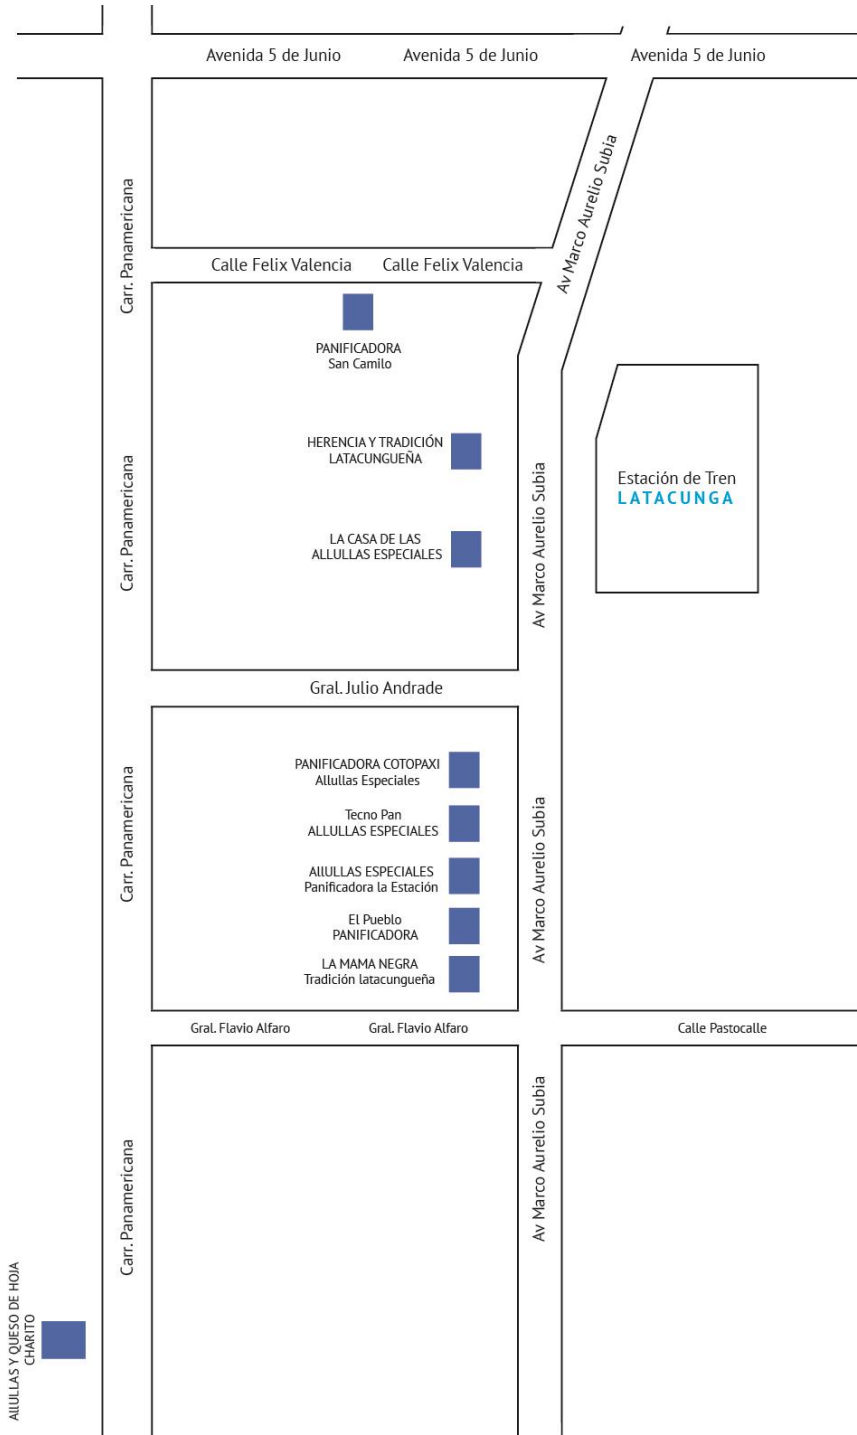 Avenida 5 de Junio
Avenida 5 de Junio
Avenida 5 de Junio
Carr. Panamericana
Av Marco Aurelio Subia
Calle Felix Valencia
Calle Felix Valencia
PANIFICADORA
San Camilo
HERENCIA Y TRADICIÓN
LATACUNGUEÑA
Estación de Tren
LATACUNGA
Carr. Panamericana
Av Marco Aurelio Subia
LA CASA DE LAS
ALLULLAS ESPECIALES
Gral. Julio Andrade
PANIFICADORA COTOPAXI
Allullas Especiales
Tecno Pan
ALLULLAS ESPECIALES
Carr. Panamericana
Av Marco Aurelio Subia
AllULLAS ESPECIALES
Panificadora la Estación
El Pueblo
PANIFICADORA
LA MAMA NEGRA
Tradición latacungueña
Gral. Flavio Alfaro
Gral. Flavio Alfaro
Calle Pastocalle
Carr. Panamericana
Av Marco Aurelio Subia
AllULLAS Y QUESO DE HOJA
CHARITO